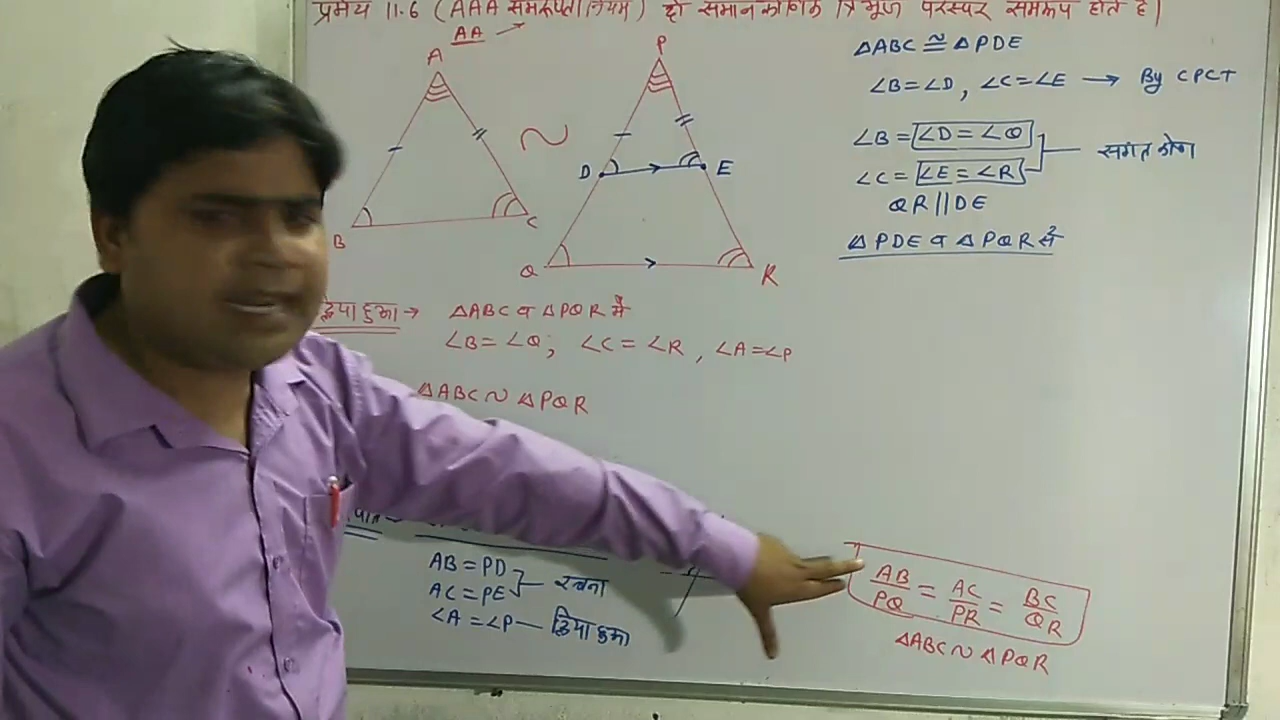 प्रमेय 11.6 (AAA समरूपता नियम) दो समान कोणिक त्रिभुज परस्पर समरूप होते है।
AA →
A
B
C
~
P
D
E
Q
R
दिया हुआ → △ABC व △PQR में
∠B = ∠Q; ∠C = ∠R, ∠A = ∠P
△ABC ~ △PQR
AB = PD
AC = PE
रचना
∠A = ∠P — दिया हुआ
△ABC ≅ △PDE
∠B = ∠D, ∠C = ∠E → By CPCT
∠B = ∠D = ∠Q
∠C = ∠E = ∠R
संगत कोण
QR || DE
△PDE व △PQR से
AB/PQ = AC/PR = BC/QR
△ABC ~ △PQR